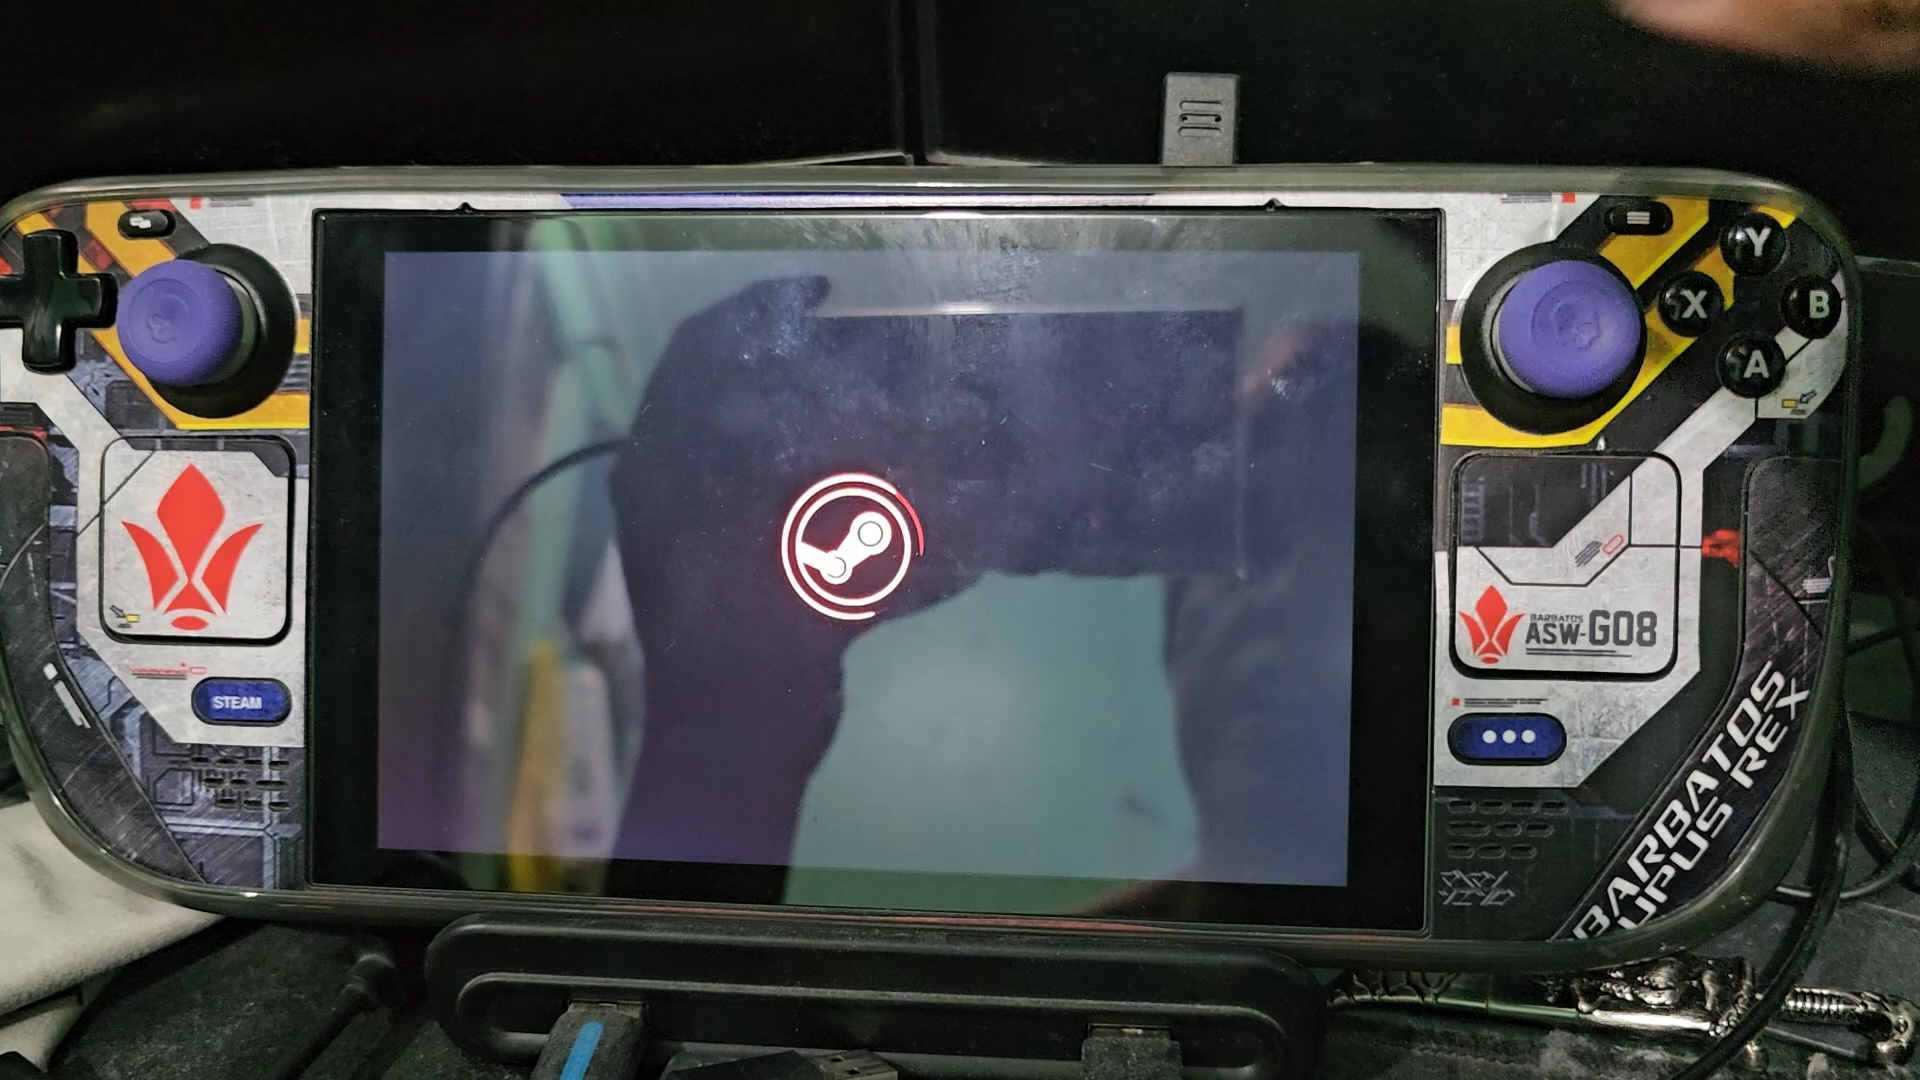 Y
X
B
A
BARBATOS
ASW-G08
STEAM
BARBATOS
LUPUS REX